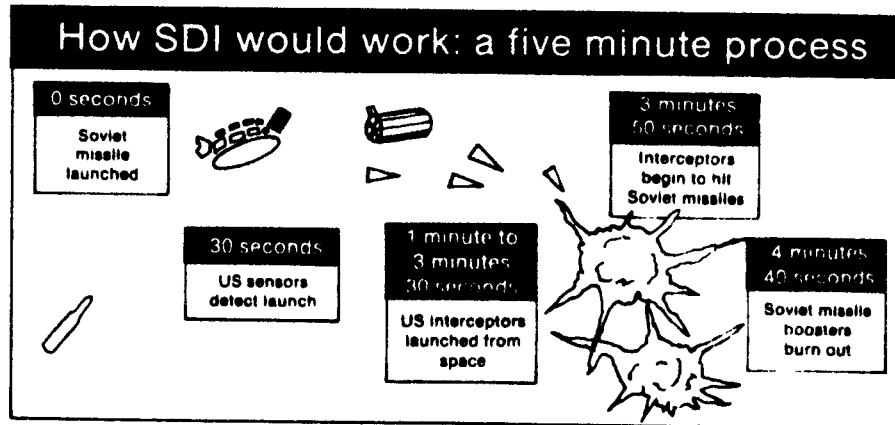 How SDI would work: a five minute process
0 seconds
Soviet
missile
launched
30 seconds
US sensors
detect launch
1 minute to
3 minutes
30 seconds
US interceptors
launched from
space
3 minutes
50 seconds
Interceptors
begin to hit
Soviet missiles
4 minutes
40 seconds
Soviet missile
boosters
burn out